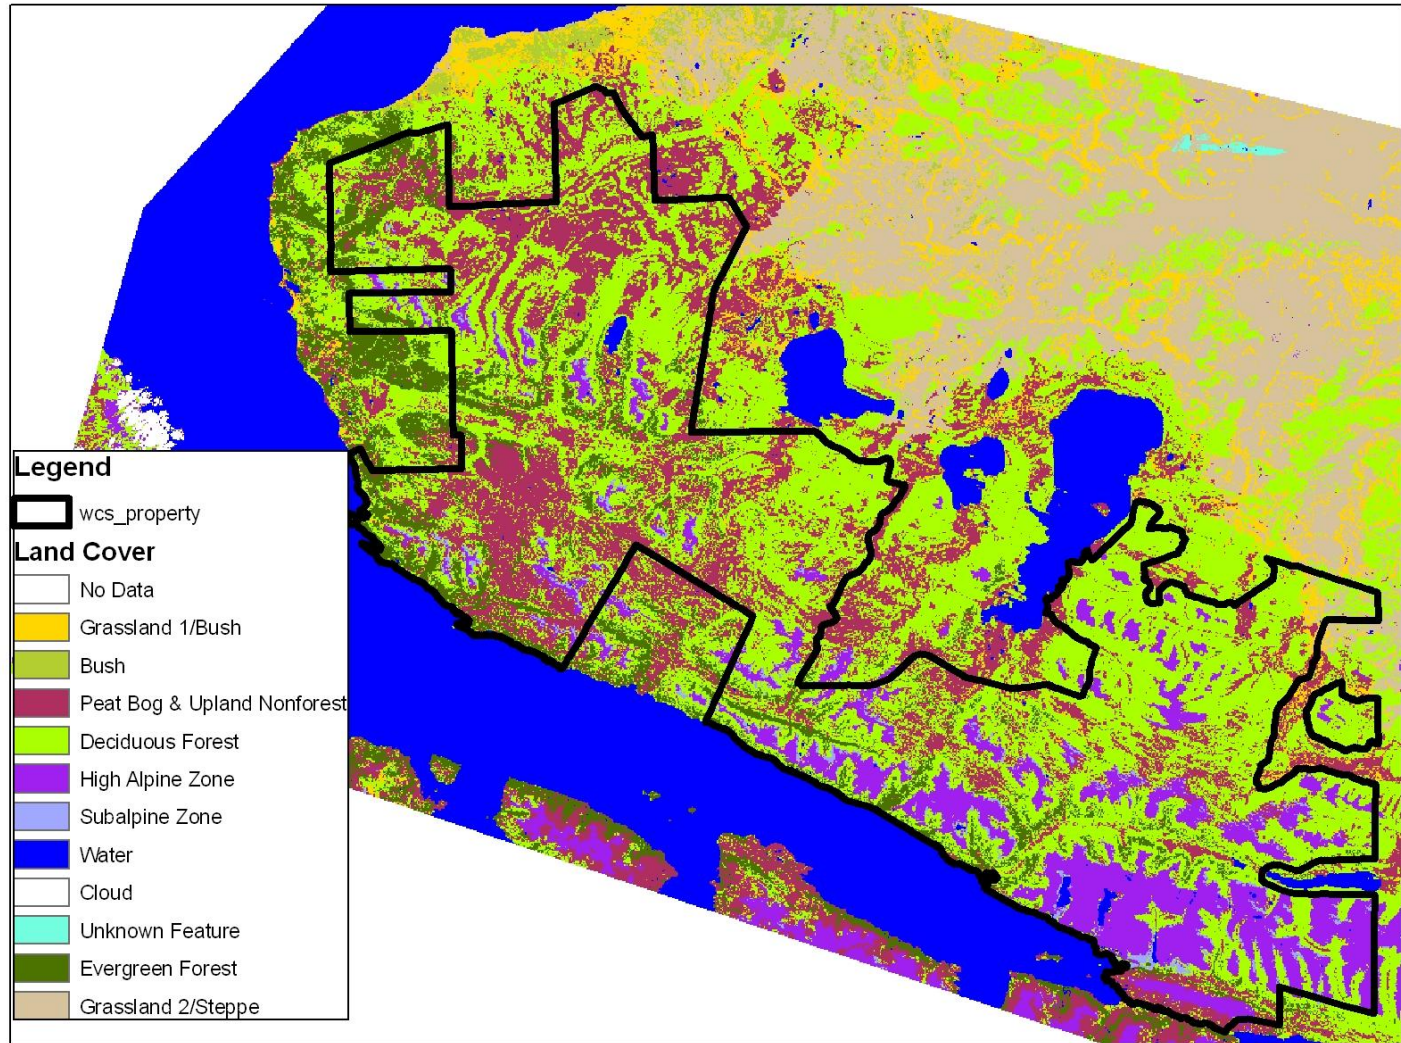 Legend
wcs_property
Land Cover
No Data
Grassland 1/Bush
Bush
Peat Bog & Upland Nonforest
Deciduous Forest
High Alpine Zone
Subalpine Zone
Water
Cloud
Unknown Feature
Evergreen Forest
Grassland 2/Steppe